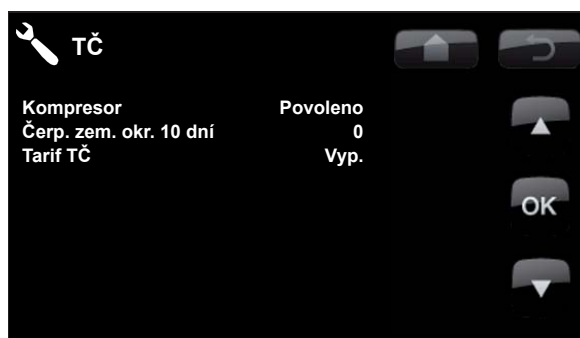 TČ
Kompresor Povoleno
Čerp. zem. okr. 10 dní 0
Tarif TČ Vyp.
OK